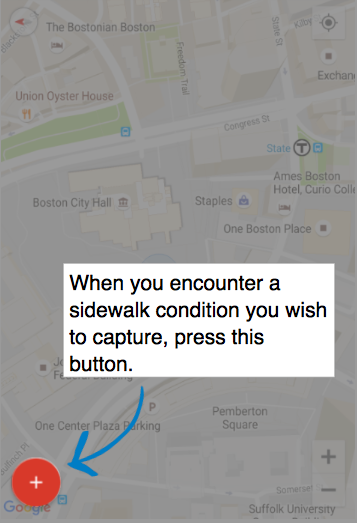 The Bostonian Boston
State St
Freedom Trail
State St
Exchan
Union Oyster House
Congress St
State T
Ames Boston
Hotel, Curio Colle
Boston City Hall
Staples
One Boston Place
When you encounter a
sidewalk condition you wish
to capture, press this
button.
Federal Building
P
One Center Plaza Parking
Pemberton
Square
+
+
−
Google
Somerset
Suffolk University